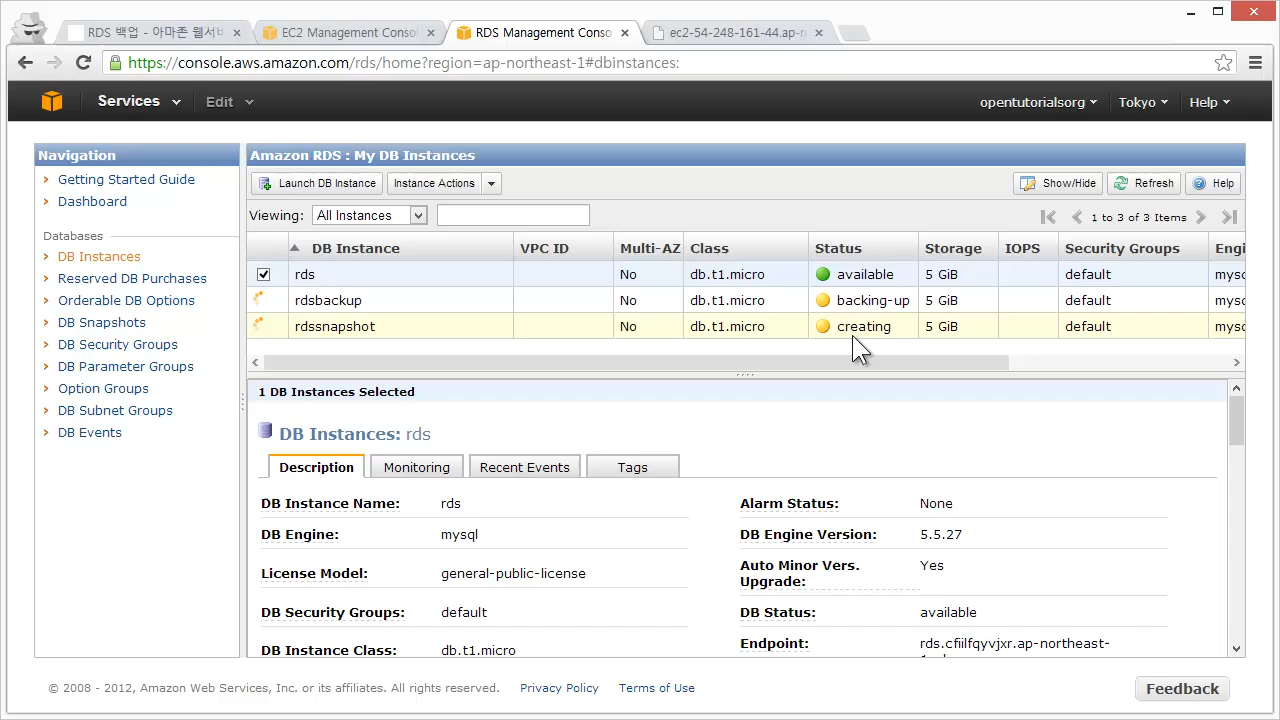 RDS 백업 - 아마존 웹서비
EC2 Management Consol
RDS Management Conso
ec2-54-248-161-44.ap-n
https://console.aws.amazon.com/rds/home?region=ap-northeast-1#dbinstances:
Services Edit opentutorialsorg Tokyo Help
Navigation
Getting Started Guide
Dashboard
Databases
DB Instances
Reserved DB Purchases
Orderable DB Options
DB Snapshots
DB Security Groups
DB Parameter Groups
Option Groups
DB Subnet Groups
DB Events
Amazon RDS : My DB Instances
Launch DB Instance Instance Actions Show/Hide Refresh Help
Viewing: All Instances 1 to 3 of 3 Items
DB Instance VPC ID Multi-AZ Class Status Storage IOPS Security Groups Engi
rds No db.t1.micro available 5 GiB default mysq
rdsbackup No db.t1.micro backing-up 5 GiB default mysq
rdssnapshot No db.t1.micro creating 5 GiB default mysq
1 DB Instances Selected
DB Instances: rds
Description Monitoring Recent Events Tags
DB Instance Name: rds Alarm Status: None
DB Engine: mysql DB Engine Version: 5.5.27
License Model: general-public-license Auto Minor Vers. Upgrade: Yes
DB Security Groups: default DB Status: available
DB Instance Class: db.t1.micro Endpoint: rds.cfiilfqyvjxr.ap-northeast-
© 2008 - 2012, Amazon Web Services, Inc. or its affiliates. All rights reserved. Privacy Policy Terms of Use Feedback